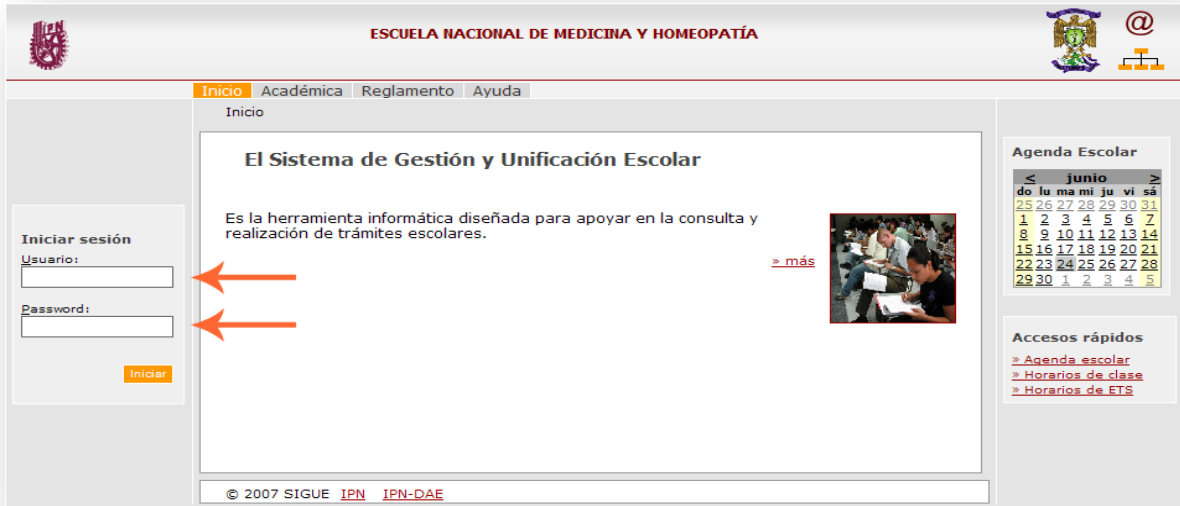 IPN
ESCUELA NACIONAL DE MEDICINA Y HOMEOPATÍA
@
Inicio Académica Reglamento Ayuda
Inicio
Iniciar sesión
Usuario:
Password:
Iniciar
El Sistema de Gestión y Unificación Escolar
Es la herramienta informática diseñada para apoyar en la consulta y
realización de trámites escolares.
» más
© 2007 SIGUE IPN IPN-DAE
Agenda Escolar
< junio >
do lu ma mi ju vi sá
25 26 27 28 29 30 31
1 2 3 4 5 6 7
8 9 10 11 12 13 14
15 16 17 18 19 20 21
22 23 24 25 26 27 28
29 30 1 2 3 4 5
Accesos rápidos
» Agenda escolar
» Horarios de clase
» Horarios de ETS